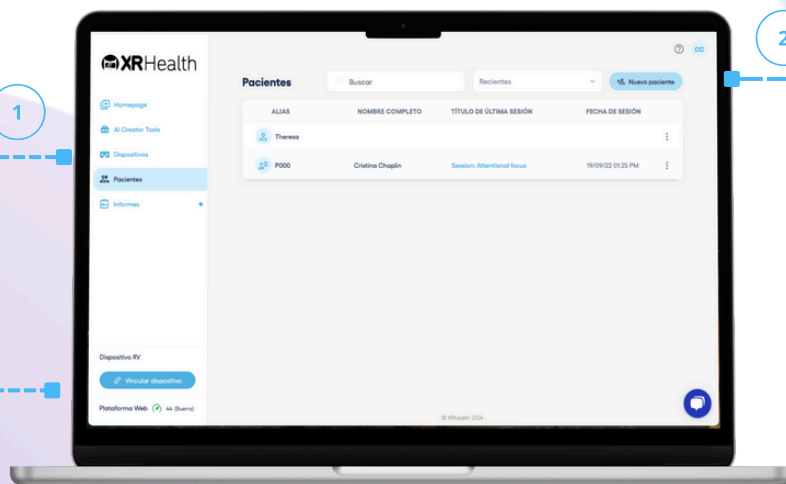 1
2
XRHealth
CC
Pacientes
Buscar
Recientes
Nuevo paciente
Homepage
AI Creator Tools
Dispositivos
Pacientes
Informes
ALIAS NOMBRE COMPLETO TÍTULO DE ÚLTIMA SESIÓN FECHA DE SESIÓN
Theresa
P000 Cristina Chaplin Session: Attentional focus 19/09/22 01:25 PM
Dispositivo RV
Vincular dispositivo
Plataforma Web 44 (Buena)
© XRHealth 2024